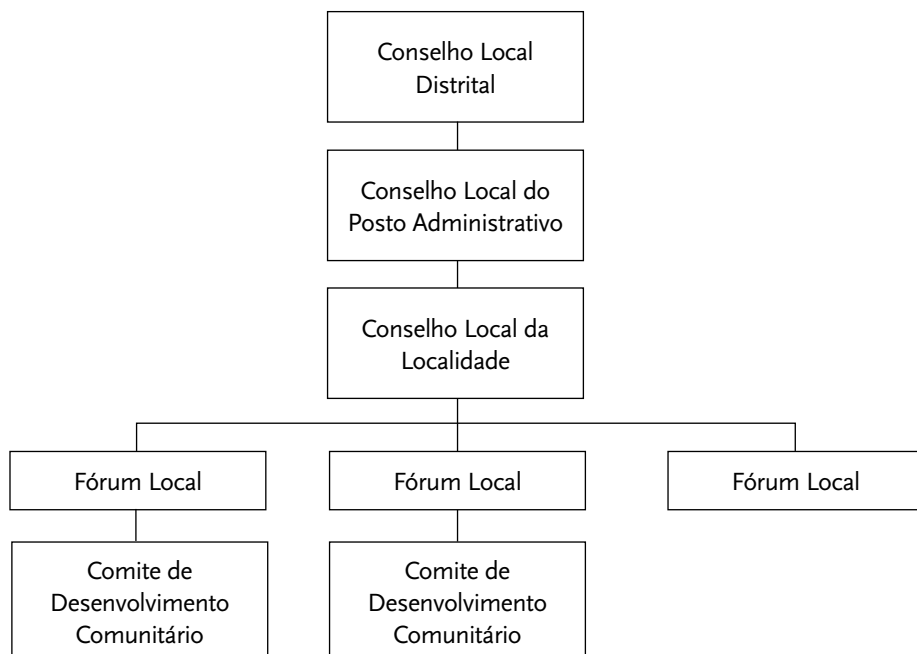 Conselho Local
Distrital
Conselho Local do
Posto Administrativo
Conselho Local da
Localidade
Fórum Local
Fórum Local
Fórum Local
Comite de
Desenvolvimento
Comunitário
Comite de
Desenvolvimento
Comunitário